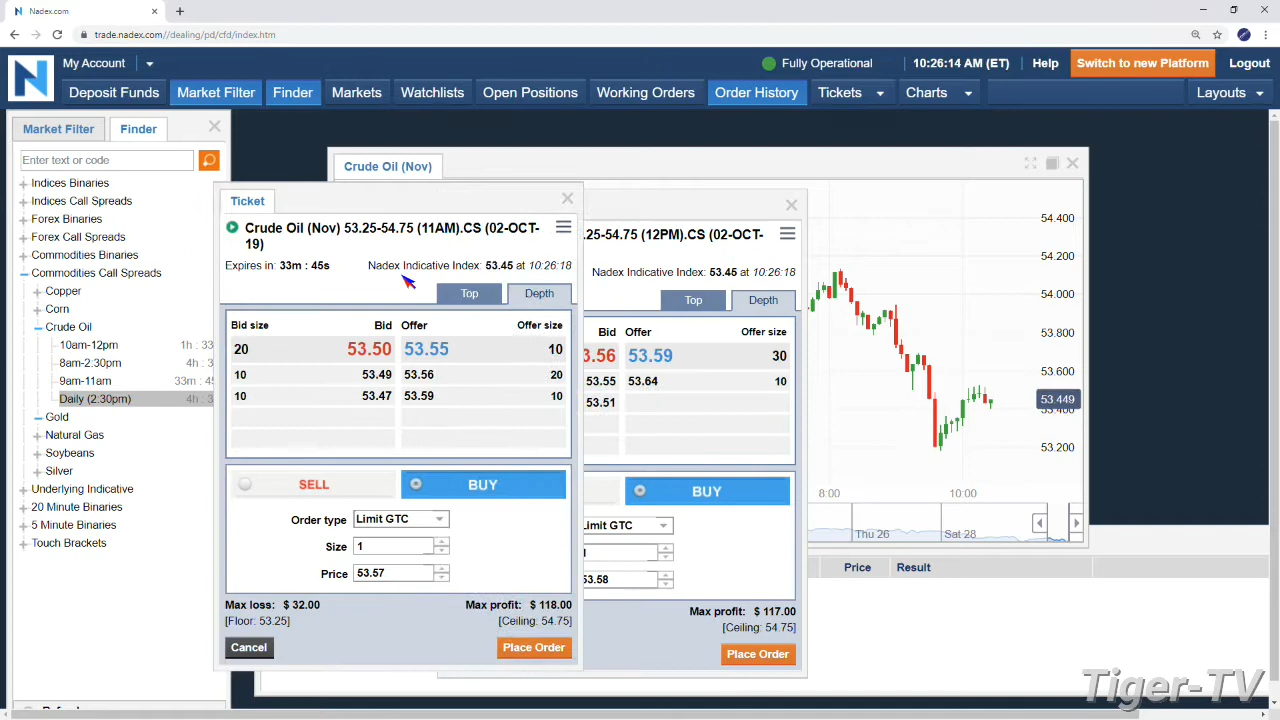 Nadex.com
trade.nadex.com//dealing/pd/cfd/index.htm
My Account
Fully Operational
10:26:14 AM (ET)
Help
Switch to new Platform
Logout
Deposit Funds
Market Filter
Finder
Markets
Watchlists
Open Positions
Working Orders
Order History
Tickets
Charts
Layouts
Market Filter
Finder
Enter text or code
Indices Binaries
Indices Call Spreads
Forex Binaries
Forex Call Spreads
Commodities Binaries
Commodities Call Spreads
Copper
Corn
Crude Oil
10am-12pm 1h : 33
8am-2:30pm 4h : 3
9am-11am 33m : 45
Daily (2:30pm) 4h : 3
Gold
Natural Gas
Soybeans
Silver
Underlying Indicative
20 Minute Binaries
5 Minute Binaries
Touch Brackets
Ticket
Crude Oil (Nov) 53.25-54.75 (11AM).CS (02-OCT-
19)
Expires in: 33m : 45s
Nadex Indicative Index: 53.45 at 10:26:18
Top
Depth
Bid size Bid Offer Offer size
20 53.50 53.55 10
10 53.49 53.56 20
10 53.47 53.59 10
SELL
BUY
Order type Limit GTC
Size 1
Price 53.57
Max loss: $ 32.00
Max profit: $ 118.00
[Floor: 53.25]
[Ceiling: 54.75]
Cancel
Place Order
.25-54.75 (12PM).CS (02-OCT-
Nadex Indicative Index: 53.45 at 10:26:18
Top
Depth
Bid Offer Offer size
3.56 53.59 30
53.55 53.64 10
53.51
BUY
Limit GTC
53.58
Max profit: $ 117.00
[Ceiling: 54.75]
Place Order
Crude Oil (Nov)
54.400
54.200
54.000
53.800
53.600
53.449
53.400
53.200
8:00
10:00
Thu 26
Sat 28
Price
Result
Tiger-TV